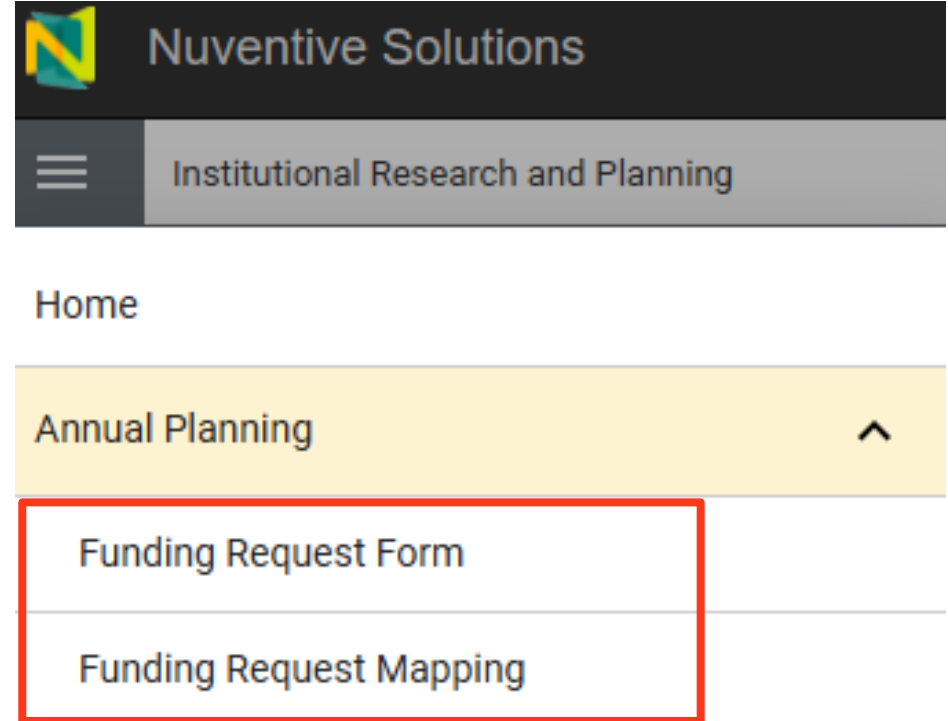 Nuventive Solutions
Institutional Research and Planning
Home
Annual Planning
Funding Request Form
Funding Request Mapping